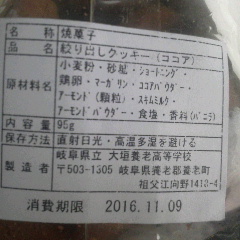 名　称 焼菓子
品　名 絞り出しクッキー（ココア）
小麦粉・砂糖・ショートニング・
原材料名 鶏卵・マーガリン・ココアパウダー・
アーモンド（顆粒）・スキムミルク・
アーモンドパウダー・食塩・香料(バニラ)
内容量 95g
保存方法 直射日光・高温多湿を避ける
岐阜県立 大垣養老高等学校
製造者 〒503-1305 岐阜県養老郡養老町
祖父江向野1418-4
消費期限 2016.11.09